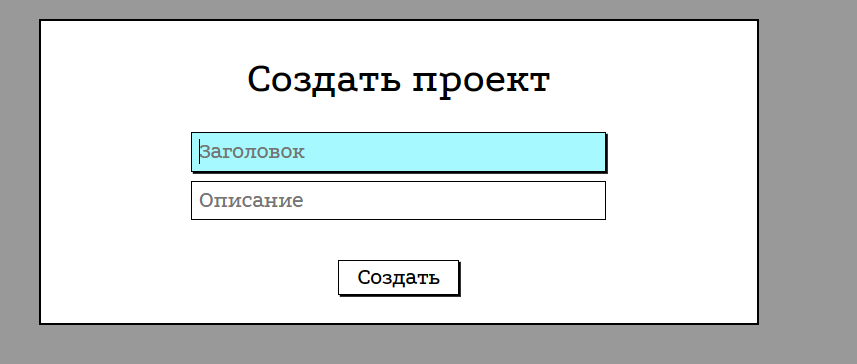 Создать проект
Заголовок
Описание
Создать